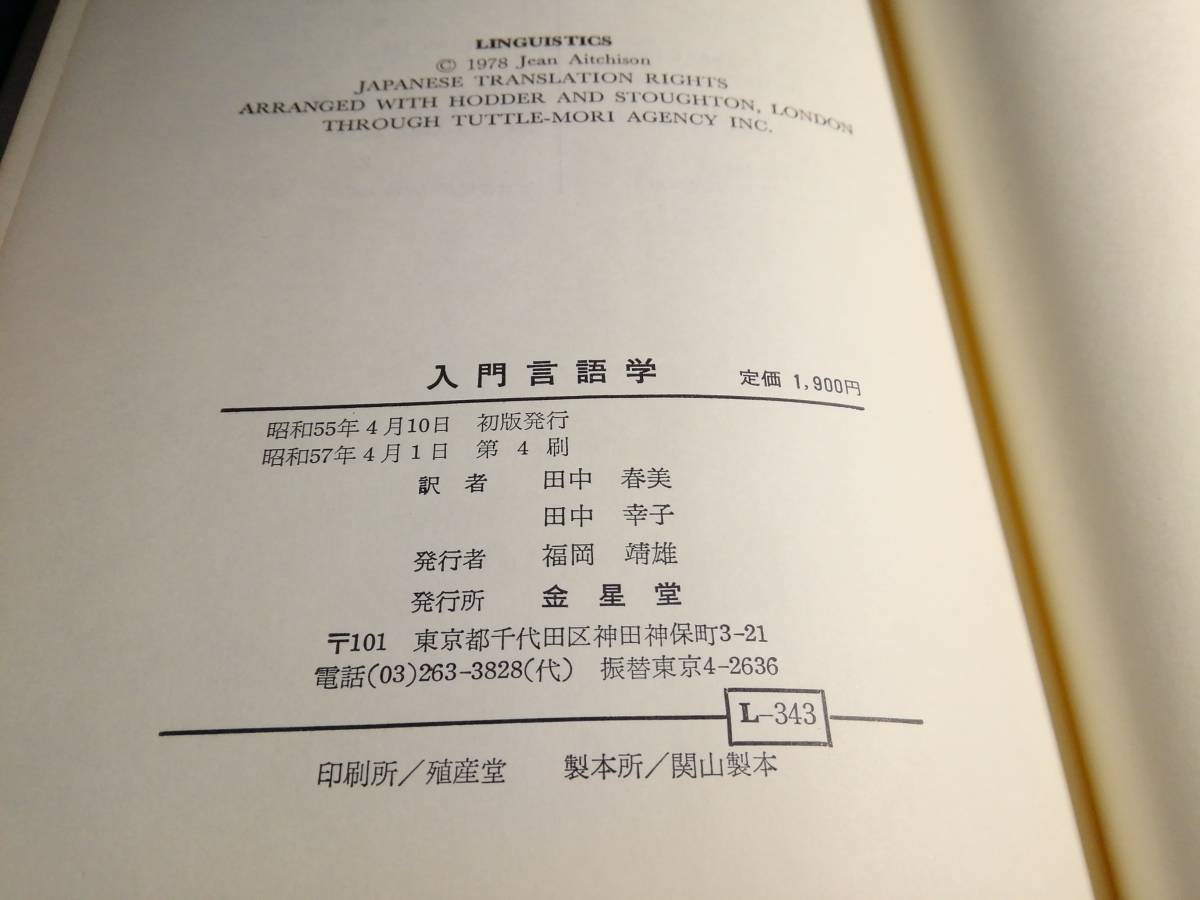 LINGUISTICS
© 1978 Jean Aitchison
JAPANESE TRANSLATION RIGHTS
ARRANGED WITH HODDER AND STOUGHTON, LONDON
THROUGH TUTTLE-MORI AGENCY INC.
入門言語学 定価 1,900円
昭和55年4月10日 初版発行
昭和57年4月1日 第4刷
訳者 田中 春美
田中 幸子
発行者 福岡 靖雄
発行所 金星堂
〒101 東京都千代田区神田神保町3-21
電話(03)263-3828(代) 振替東京4-2636
L-343
印刷所/殖産堂 製本所/関山製本